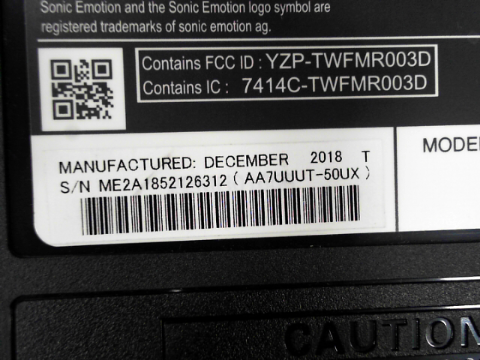 Sonic Emotion and the Sonic Emotion logo symbol are
registered trademarks of sonic emotion ag.
Contains FCC ID : YZP-TWFMR003D
Contains IC : 7414C-TWFMR003D
MANUFACTURED: DECEMBER 2018 T
S/N ME2A1852126312 ( AA7UUUT-50UX )
MODE
CAUTION